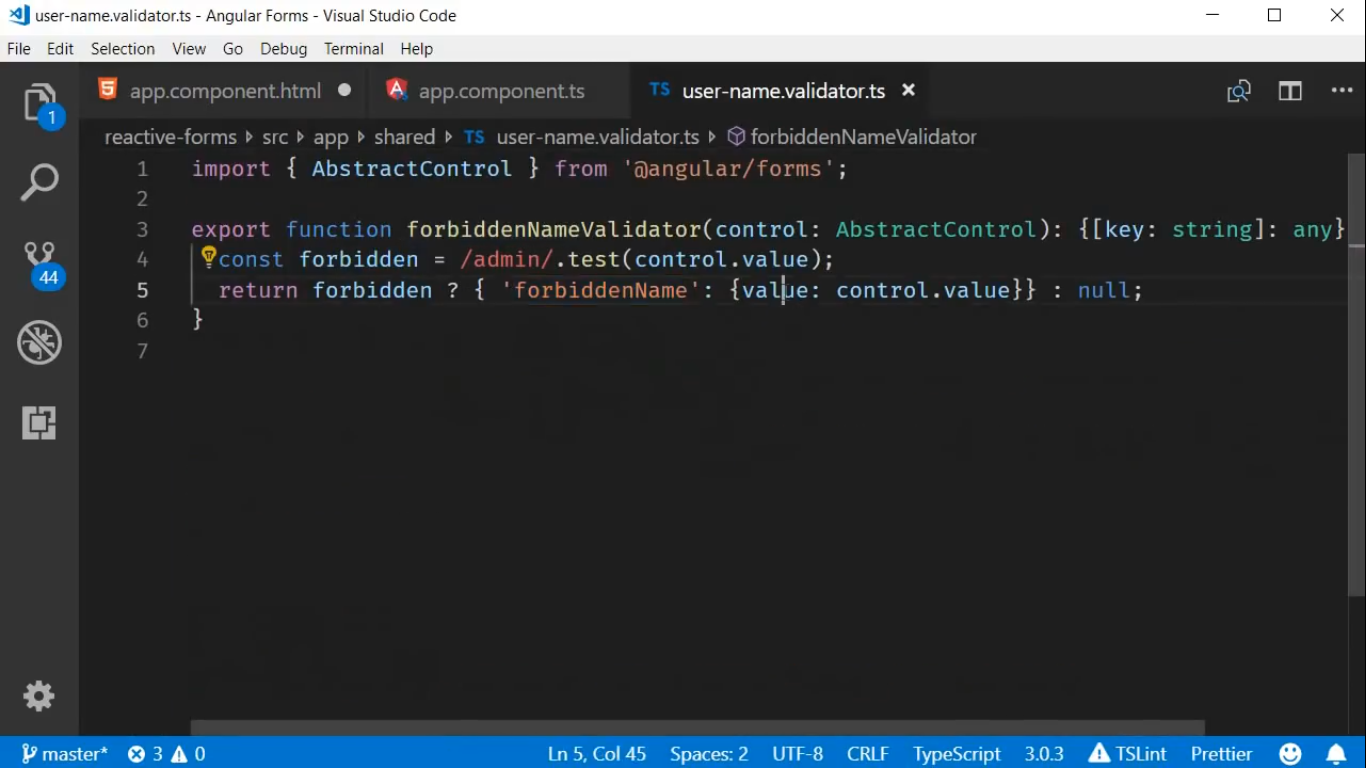 user-name.validator.ts - Angular Forms - Visual Studio Code
File Edit Selection View Go Debug Terminal Help
app.component.html app.component.ts TS user-name.validator.ts
reactive-forms src app shared TS user-name.validator.ts forbiddenNameValidator
1 import { AbstractControl } from '@angular/forms';
2
3 export function forbiddenNameValidator(control: AbstractControl): {[key: string]: any}
4 const forbidden = /admin/.test(control.value);
5 return forbidden ? { 'forbiddenName': {value: control.value}} : null;
6 }
7
1
44
master* 3 0 Ln 5, Col 45 Spaces: 2 UTF-8 CRLF TypeScript 3.0.3 TSLint Prettier